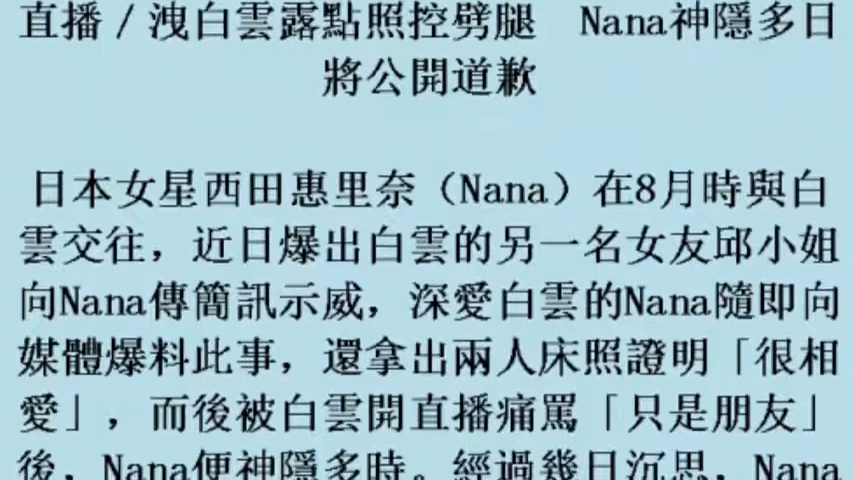 直播／洩白雲露點照控劈腿　Nana神隱多日
將公開道歉
日本女星西田惠里奈（Nana）在8月時與白
雲交往，近日爆出白雲的另一名女友邱小姐
向Nana傳簡訊示威，深愛白雲的Nana隨即向
媒體爆料此事，還拿出兩人床照證明「很相
愛」，而後被白雲開直播痛罵「只是朋友」
後，Nana便神隱多時。經過幾日沉思，Nana